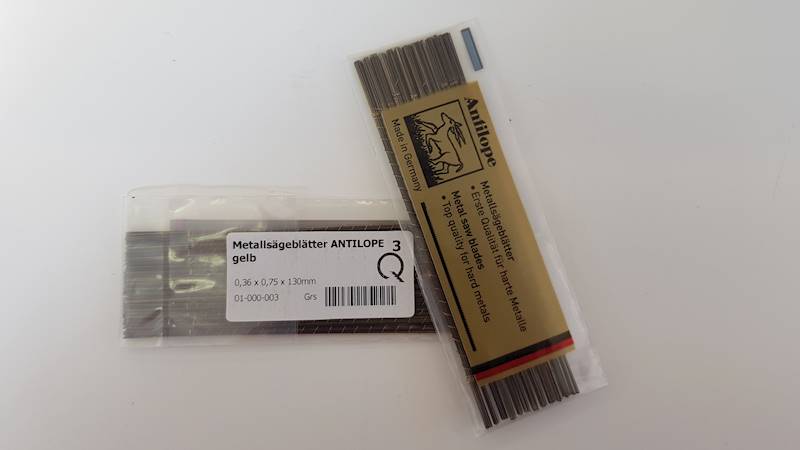 Metallsägeblätter ANTILOPE 3
gelb
0,36 x 0,75 x 130mm
01-000-003 Grs
Q
Antilope
Made in Germany
Metallsägeblätter
• Erste Qualität für harte Metalle
Metal saw blades
• Top quality for hard metals